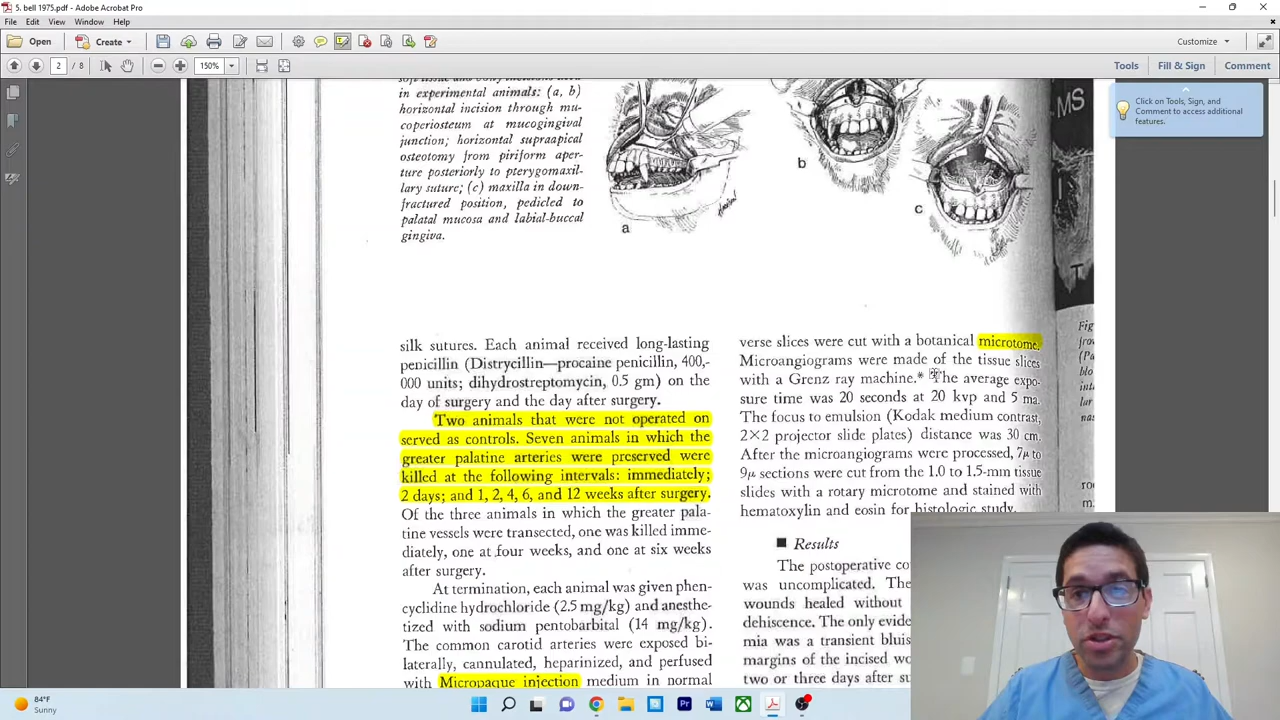 5. bell 1975.pdf - Adobe Acrobat Pro
File Edit View Window Help
Open Create Customize
2 / 8 150% Tools Fill & Sign Comment
Click on Tools, Sign, and
Comment to access additional
features.
in experimental animals: (a, b)
horizontal incision through mu-
coperiosteum at mucogingival
junction; horizontal supraapical
osteotomy from piriform aper-
ture posteriorly to pterygomaxil-
lary suture; (c) maxilla in down-
fractured position, pedicled to
palatal mucosa and labial-buccal
gingiva.
a
b
c
MS
T
silk sutures. Each animal received long-lasting
penicillin (Distrycillin—procaine penicillin, 400,-
000 units; dihydrostreptomycin, 0.5 gm) on the
day of surgery and the day after surgery.
Two animals that were not operated on
served as controls. Seven animals in which the
greater palatine arteries were preserved were
killed at the following intervals: immediately;
2 days; and 1, 2, 4, 6, and 12 weeks after surgery.
Of the three animals in which the greater pala-
tine vessels were transected, one was killed imme-
diately, one at four weeks, and one at six weeks
after surgery.
At termination, each animal was given phen-
cyclidine hydrochloride (2.5 mg/kg) and anesthe-
tized with sodium pentobarbital (14 mg/kg).
The common carotid arteries were exposed bi-
laterally, cannulated, heparinized, and perfused
with Micropaque injection medium in normal
verse slices were cut with a botanical microtome.
Microangiograms were made of the tissue slices
with a Grenz ray machine.* The average expo-
sure time was 20 seconds at 20 kvp and 5 ma.
The focus to emulsion (Kodak medium contrast,
2×2 projector slide plates) distance was 30 cm.
After the microangiograms were processed, 7μ to
9μ sections were cut from the 1.0 to 1.5-mm tissue
slides with a rotary microtome and stained with
hematoxylin and eosin for histologic study.
■ Results
The postoperative co
was uncomplicated. The
wounds healed without
dehiscence. The only evide
mia was a transient bluis
margins of the incised wo
two or three days after su
Fig
fro
(Pa
blo
int
lar
nas
ro
m
84°F
Sunny